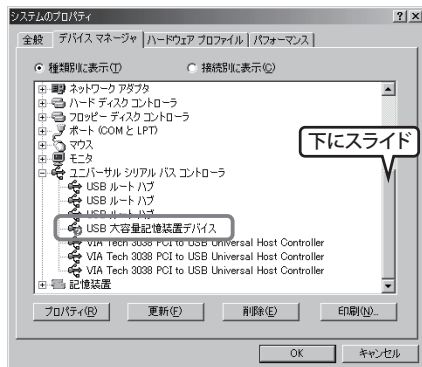 システムのプロパティ
全般 デバイス マネージャ ハードウェア プロファイル パフォーマンス
種類別に表示(T) 接続別に表示(C)
ネットワーク アダプタ
ハード ディスク コントローラ
フロッピー ディスク コントローラ
ポート (COM と LPT)
マウス
モニタ
ユニバーサル シリアル バス コントローラ
USB ルート ハブ
USB ルート ハブ
USB ルート ハブ
USB 大容量記憶装置デバイス
VIA Tech 3038 PCI to USB Universal Host Controller
VIA Tech 3038 PCI to USB Universal Host Controller
VIA Tech 3038 PCI to USB Universal Host Controller
記憶装置
下にスライド
プロパティ(R) 更新(F) 削除(E) 印刷(N)...
OK キャンセル